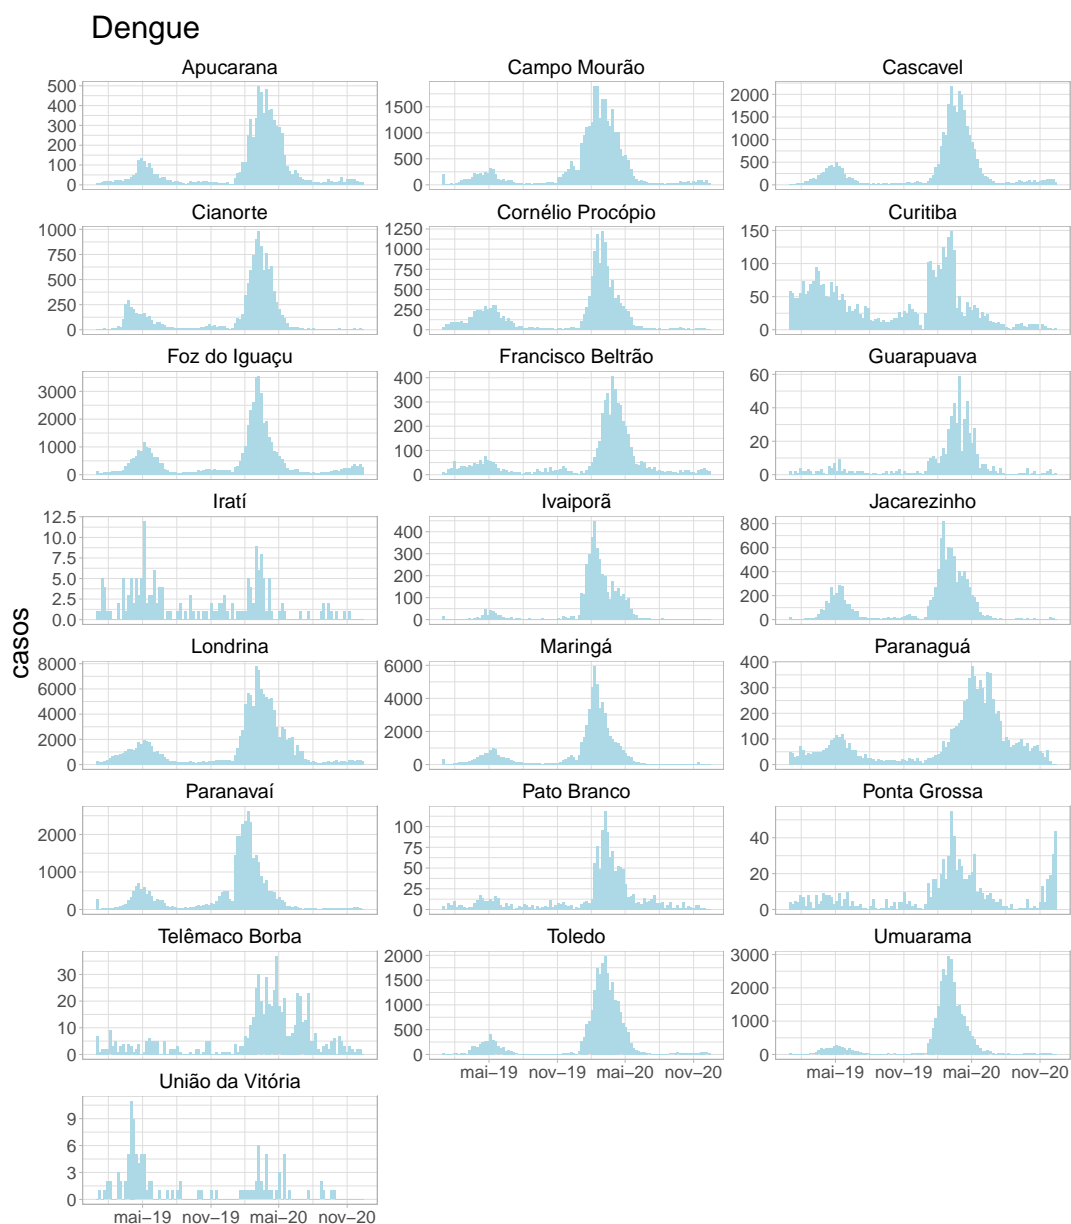 Dengue
Apucarana Campo Mourão Cascavel
500 400 300 200 100 0
1500 1000 500 0
2000 1500 1000 500 0
Cianorte Cornélio Procópio Curitiba
1000 750 500 250 0
1250 1000 750 500 250 0
150 100 50 0
Foz do Iguaçu Francisco Beltrão Guarapuava
3000 2000 1000 0
400 300 200 100 0
60 40 20 0
Iratí Ivaiporã Jacarezinho
12.5 10.0 7.5 5.0 2.5 0.0
400 300 200 100 0
800 600 400 200 0
casos
Londrina Maringá Paranaguá
8000 6000 4000 2000 0
6000 4000 2000 0
400 300 200 100 0
Paranavaí Pato Branco Ponta Grossa
2000 1000 0
100 75 50 25 0
40 20 0
Telêmaco Borba Toledo Umuarama
30 20 10 0
2000 1500 1000 500 0
3000 2000 1000 0
mai–19 nov–19 mai–20 nov–20 mai–19 nov–19 mai–20 nov–20
União da Vitória
9 6 3 0
mai–19 nov–19 mai–20 nov–20